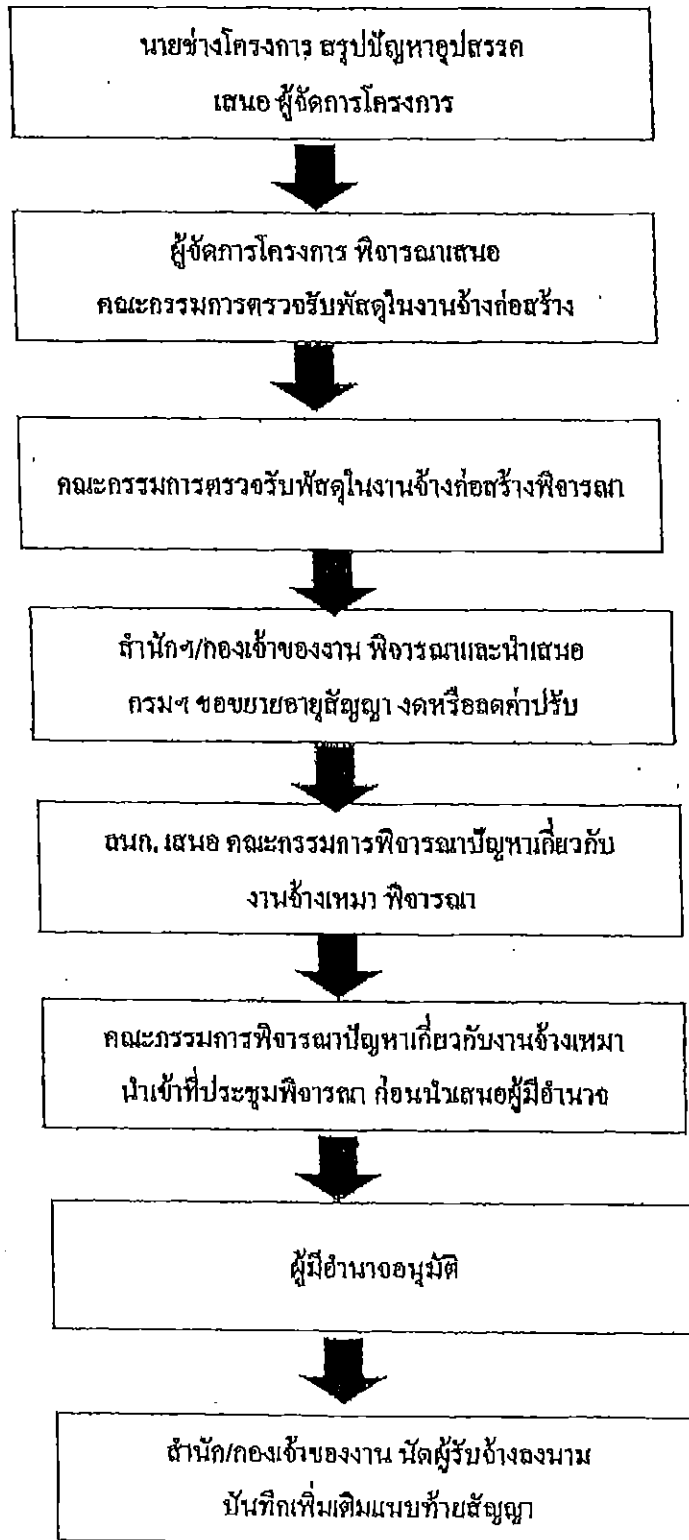 นายช่างโครงการ สรุปปัญหาอุปสรรค
เสนอ ผู้จัดการโครงการ
ผู้จัดการโครงการ พิจารณาเสนอ
คณะกรรมการตรวจรับพัสดุในงานจ้างก่อสร้าง
คณะกรรมการตรวจรับพัสดุในงานจ้างก่อสร้างพิจารณา
สำนักฯ/กองเจ้าของงาน พิจารณาและนำเสนอ
กรมฯ ขอขยายอายุสัญญา งดหรือลดค่าปรับ
สนก. เสนอ คณะกรรมการพิจารณาปัญหาเกี่ยวกับ
งานจ้างเหมา พิจารณา
คณะกรรมการพิจารณาปัญหาเกี่ยวกับงานจ้างเหมา
นำเข้าที่ประชุมพิจารณา ก่อนนำเสนอผู้มีอำนาจ
ผู้มีอำนาจอนุมัติ
สำนัก/กองเจ้าของงาน นัดผู้รับจ้างลงนาม
บันทึกเพิ่มเติมแนบท้ายสัญญา